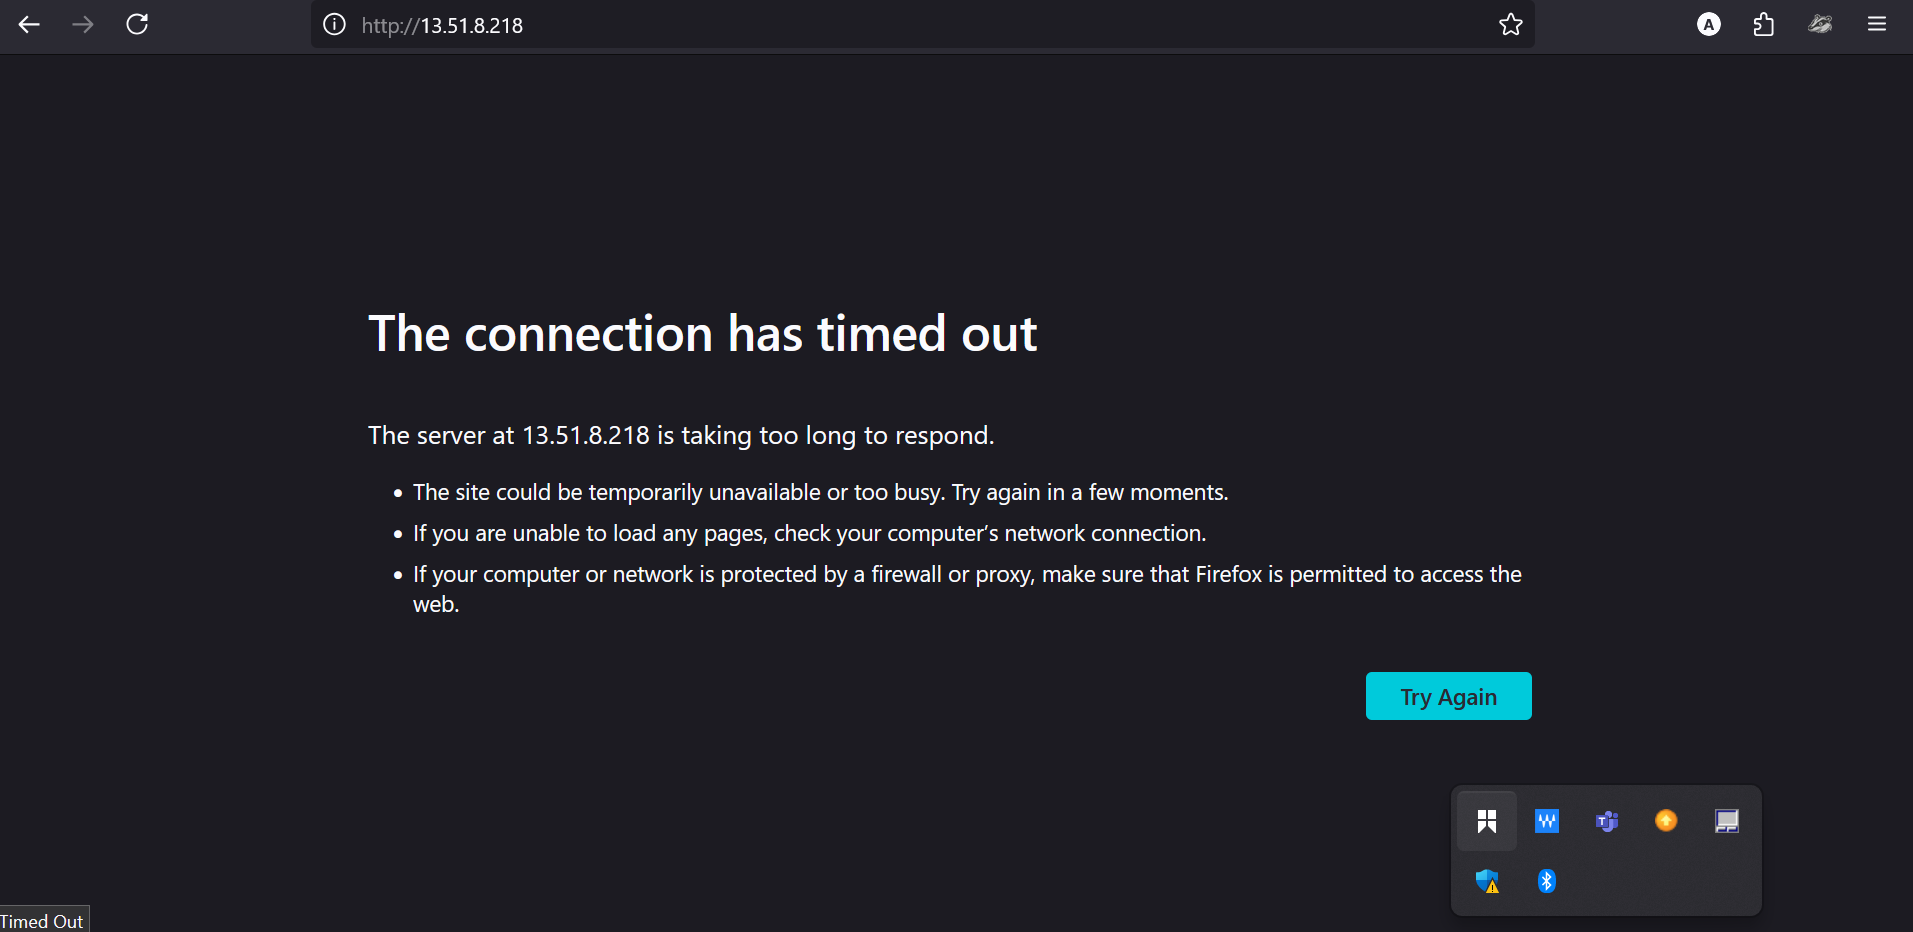 http://13.51.8.218
A
The connection has timed out
The server at 13.51.8.218 is taking too long to respond.
• The site could be temporarily unavailable or too busy. Try again in a few moments.
• If you are unable to load any pages, check your computer’s network connection.
• If your computer or network is protected by a firewall or proxy, make sure that Firefox is permitted to access the
web.
Try Again
Timed Out